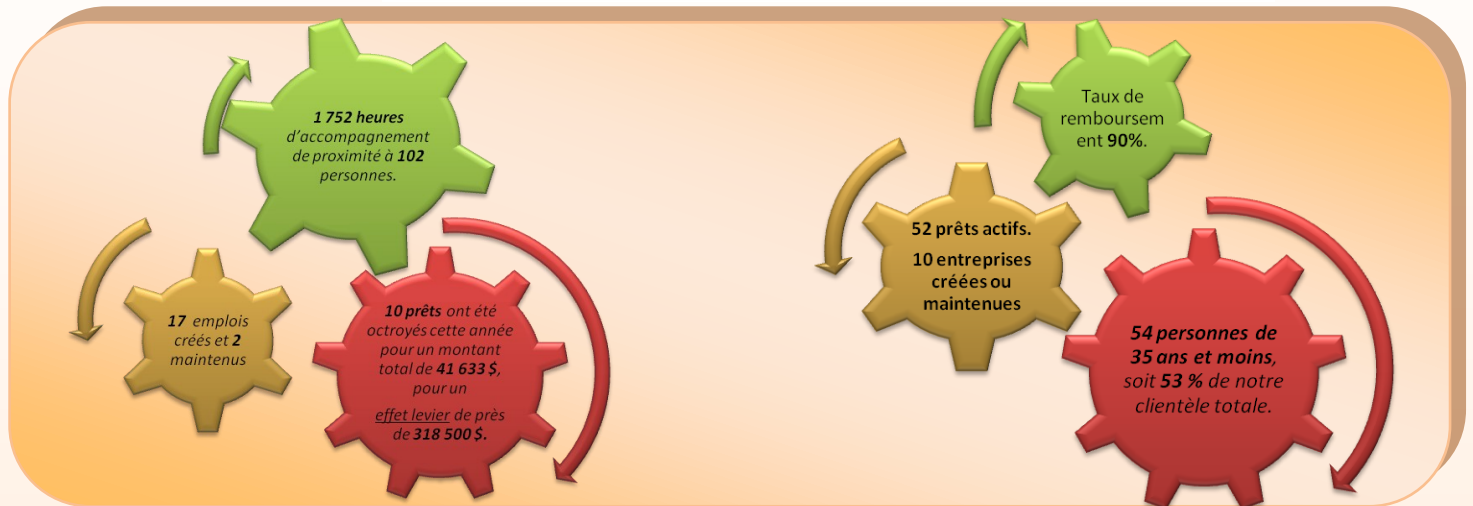 1 752 heures
d'accompagnement
de proximité à 102
personnes.
17 emplois
créés et 2
maintenus
10 prêts ont été
octroyés cette année
pour un montant
total de 41 633 $,
pour un
effet levier de près
de 318 500 $.
Taux de
remboursem
ent 90%.
52 prêts actifs.
10 entreprises
créées ou
maintenues
54 personnes de
35 ans et moins,
soit 53 % de notre
clientèle totale.